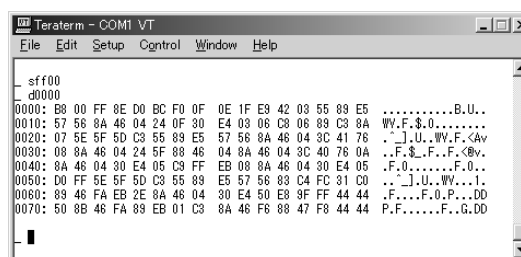 Teraterm - COM1 VT
File Edit Setup Control Window Help
_ sff00
_ d0000
0000: B8 00 FF 8E D0 BC F0 0F 0E 1F E9 42 03 55 89 E5 ...........B.U..
0010: 57 56 8A 46 04 24 0F 30 E4 03 06 C8 06 89 C3 8A WV.F.$.0........
0020: 07 5E 5F 5D C3 55 89 E5 57 56 8A 46 04 3C 41 76 .^_].U..WV.F.<Av
0030: 08 8A 46 04 24 5F 88 46 04 8A 46 04 3C 40 76 0A ..F.$_.F..F.<@v.
0040: 8A 46 04 30 E4 05 C9 FF EB 08 8A 46 04 30 E4 05 .F.0.......F.0..
0050: D0 FF 5E 5F 5D C3 55 89 E5 57 56 83 C4 FC 31 C0 ..^_].U..WV...1.
0060: 89 46 FA EB 2E 8A 46 04 30 E4 50 E8 9F FF 44 44 .F....F.0.P...DD
0070: 50 8B 46 FA 89 EB 01 C3 8A 46 F6 88 47 F8 44 44 P.F......F..G.DD
_